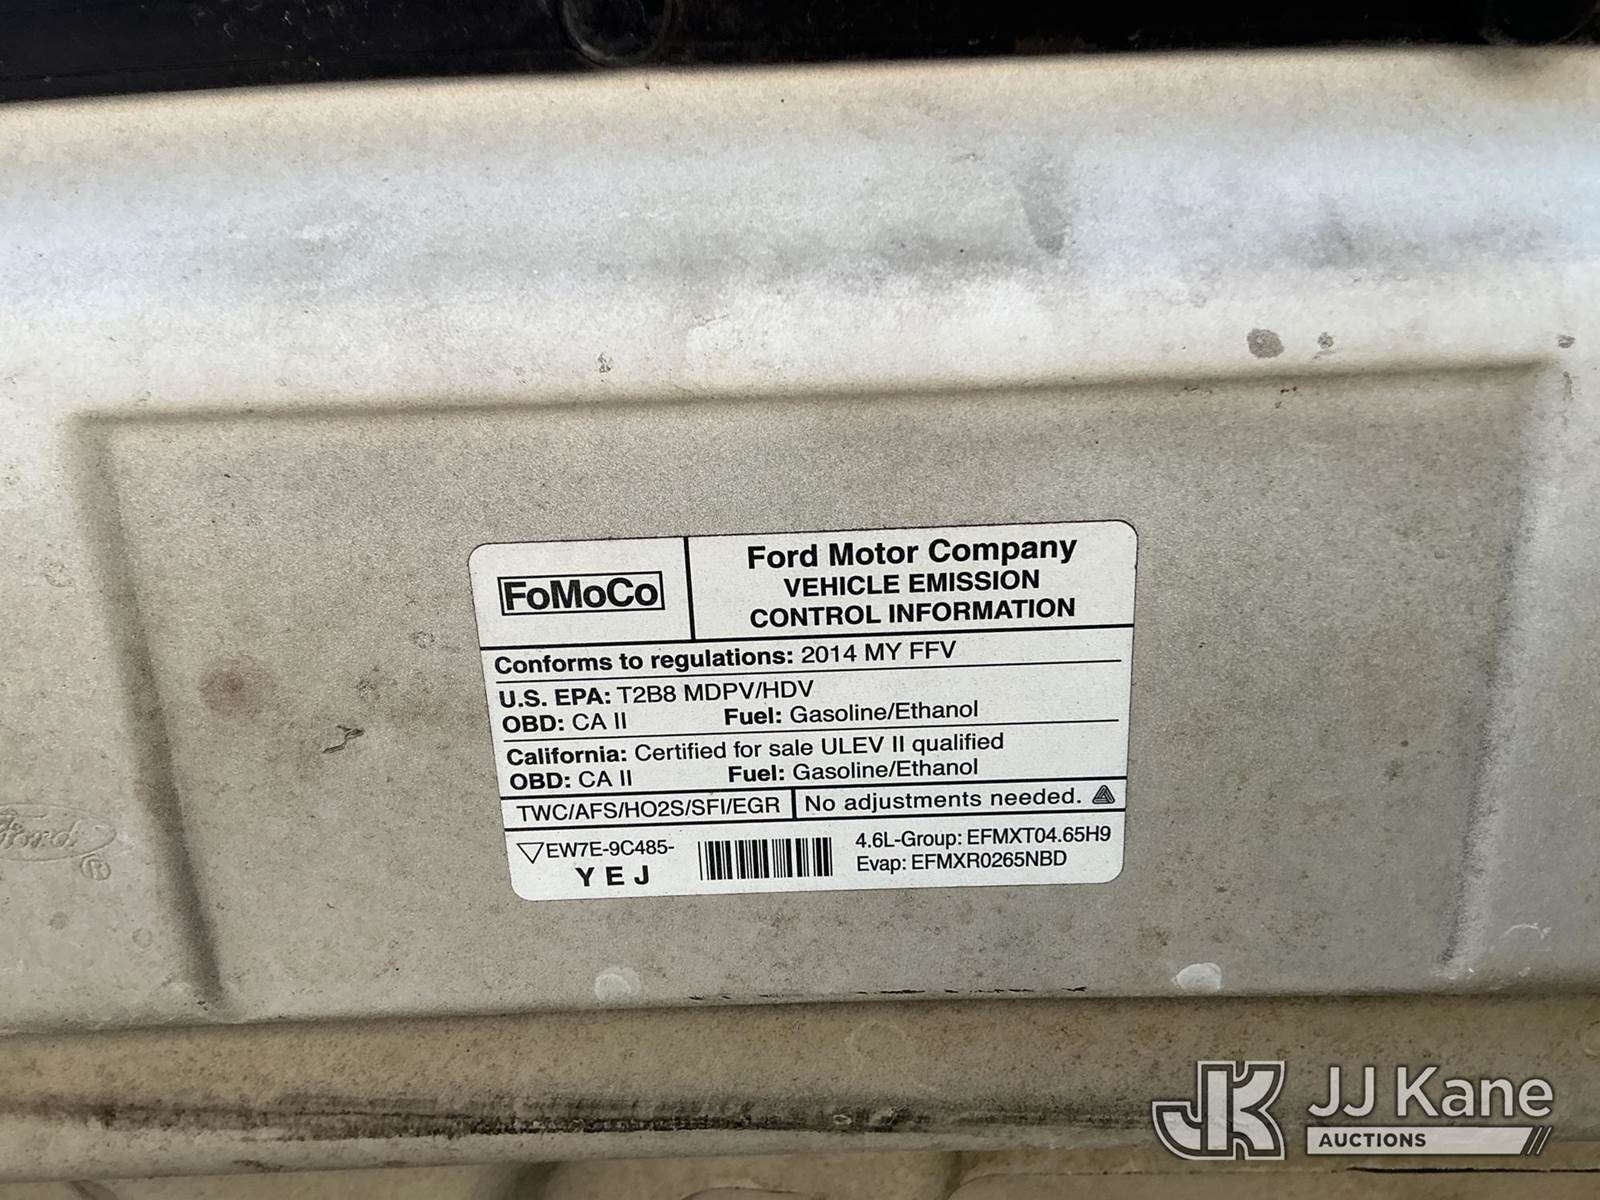 FoMoCo
Ford Motor Company
VEHICLE EMISSION
CONTROL INFORMATION
Conforms to regulations: 2014 MY FFV
U.S. EPA: T2B8 MDPV/HDV
OBD: CA II Fuel: Gasoline/Ethanol
California: Certified for sale ULEV II qualified
OBD: CA II Fuel: Gasoline/Ethanol
TWC/AFS/HO2S/SFI/EGR No adjustments needed.
EW7E-9C485-
YEJ
4.6L-Group: EFMXT04.65H9
Evap: EFMXR0265NBD
Ford ®
JK JJ Kane
AUCTIONS